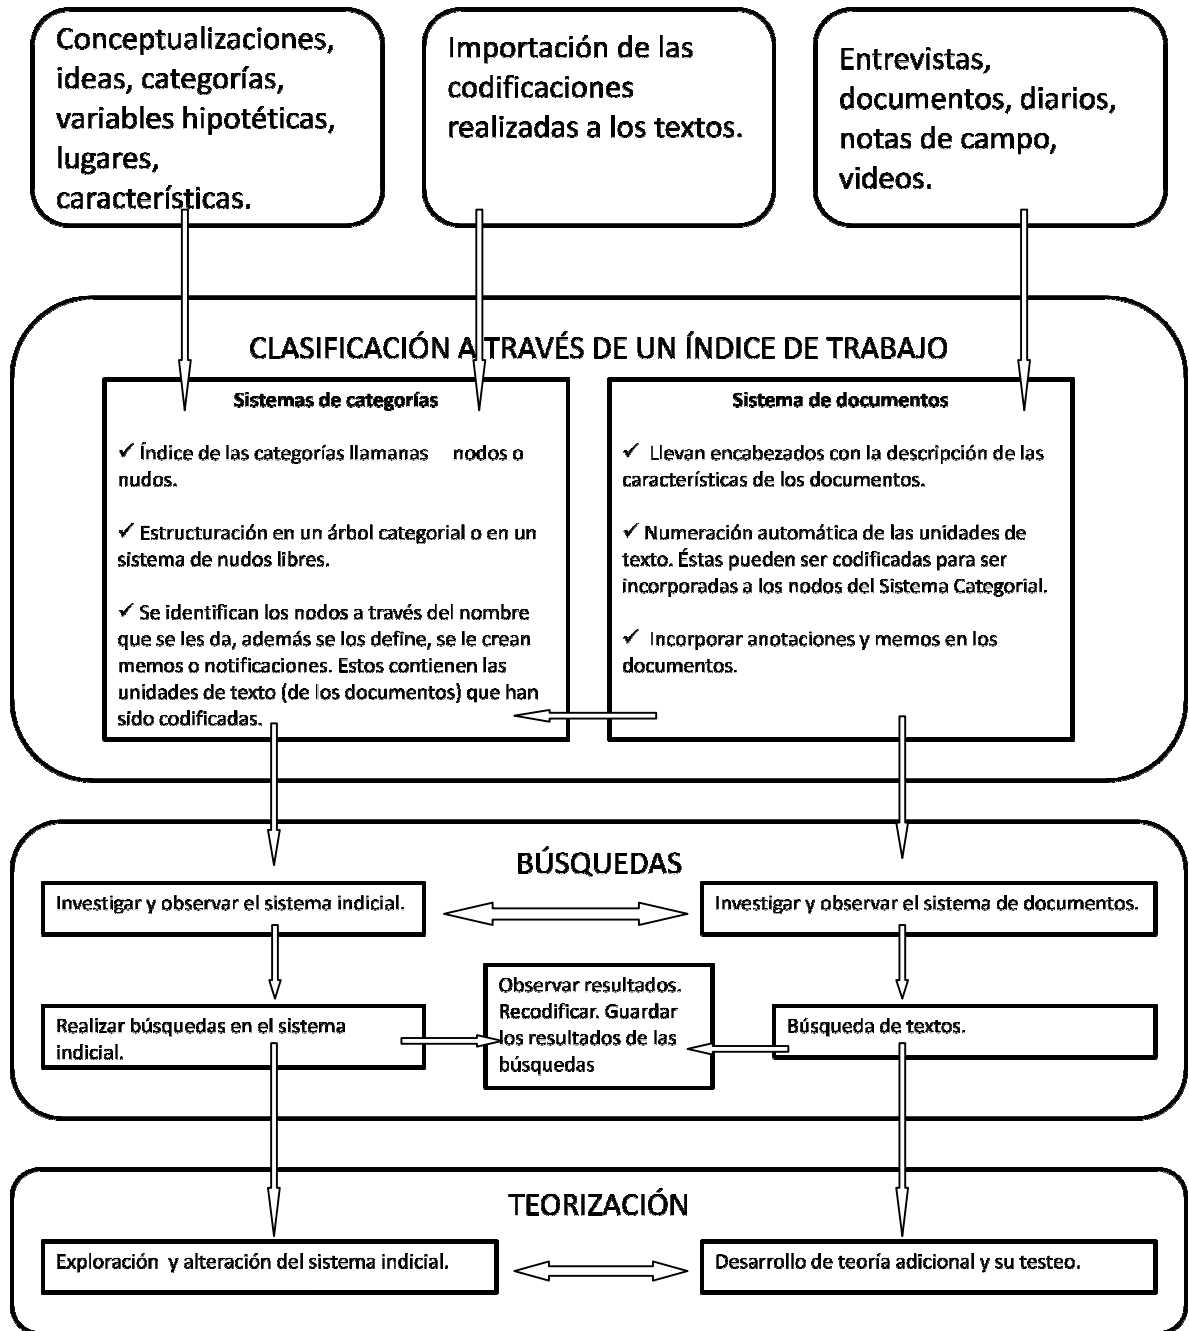 Conceptualizaciones,
ideas, categorías,
variables hipotéticas,
lugares,
característícas.
Importación de las
codificaciones
realizadas a los textos.
Entrevistas,
documentos, diarios,
notas de campo,
videos.
CLASIFICACIÓN A TRAVÉS DE UN ÍNDICE DE TRABAJO
Sistemas de categorías
✓ Índice de las categorías llamanas nodos o
nudos.
✓ Estructuración en un árbol categorial o en un
sistema de nudos libres.
✓ Se identifican los nodos a través del nombre
que se les da, además se los define, se le crean
memos o notificaciones. Estos contienen las
unidades de texto (de los documentos) que han
sido codificadas.
Sistema de documentos
✓ Llevan encabezados con la descripción de las
características de los documentos.
✓ Numeración automática de las unidades de
texto. Éstas pueden ser codificadas para ser
incorporadas a los nodos del Sistema Categorial.
✓ Incorporar anotaciones y memos en los
documentos.
BÚSQUEDAS
Investigar y observar el sistema indicial.
Investigar y observar el sistema de documentos.
Realizar búsquedas en el sistema
indicial.
Observar resultados.
Recodificar. Guardar
los resultados de las
búsquedas
Búsqueda de textos.
TEORIZACIÓN
Exploración y alteración del sistema indicial.
Desarrollo de teoría adicional y su testeo.